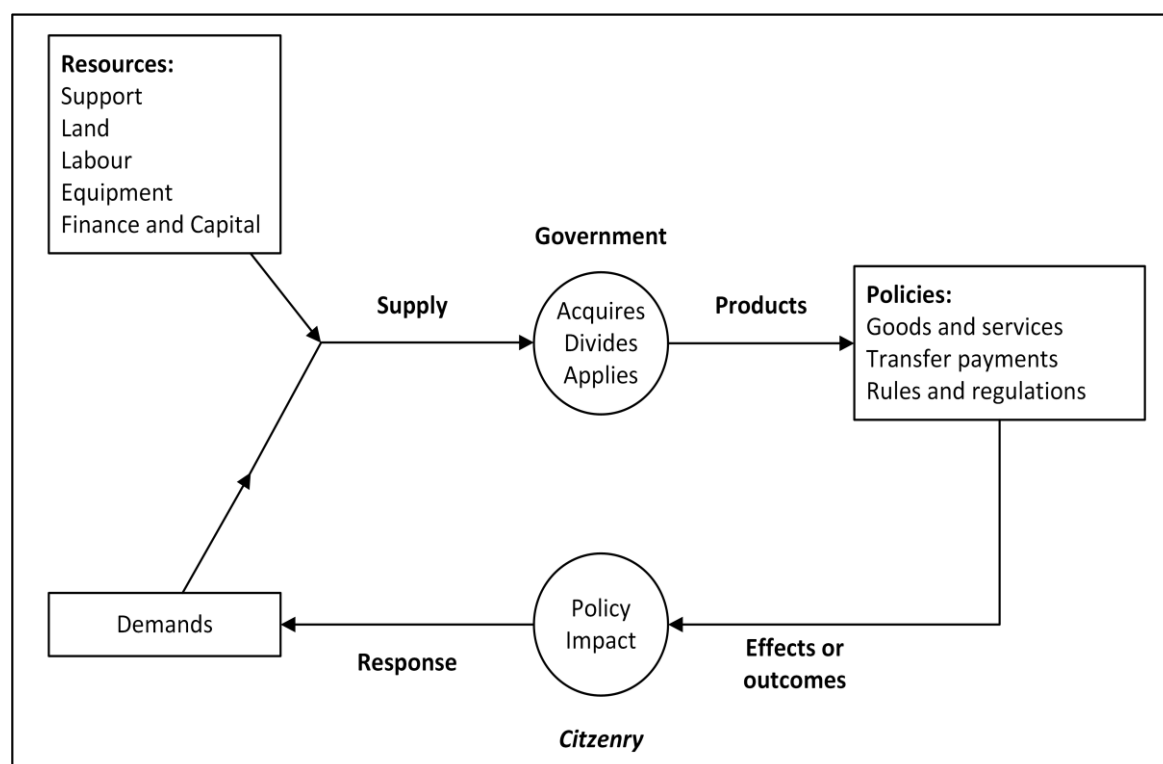 Resources:
Support
Land
Labour
Equipment
Finance and Capital
Government
Supply
Acquires
Divides
Applies
Products
Policies:
Goods and services
Transfer payments
Rules and regulations
Demands
Response
Policy
Impact
Effects or
outcomes
Citzenry